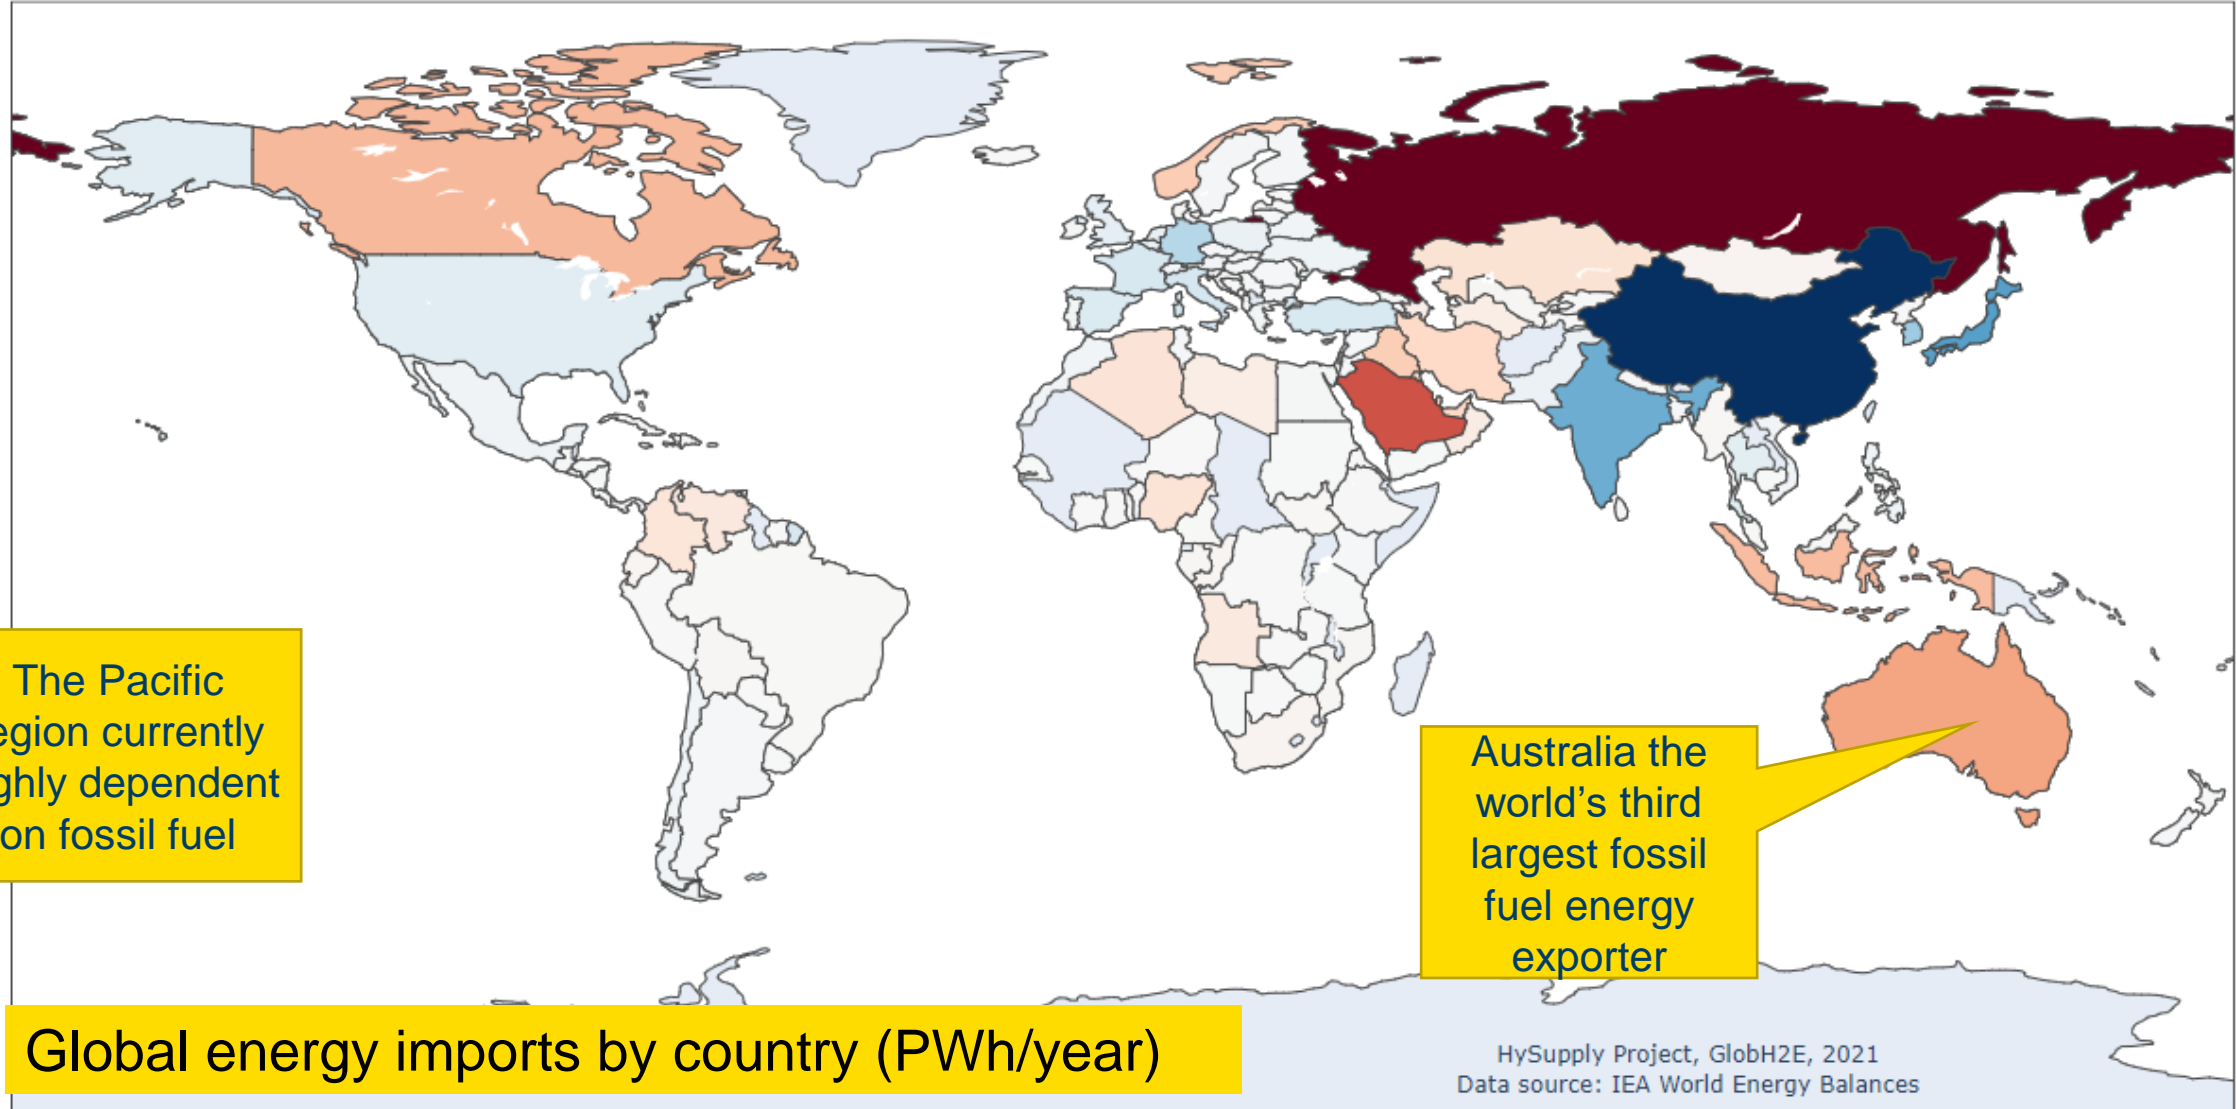 The Pacific
egion currently
ghly dependent
on fossil fuel
Australia the
world's third
largest fossil
fuel energy
exporter
Global energy imports by country (PWh/year)
HySupply Project, GlobH2E, 2021
Data source: IEA World Energy Balances